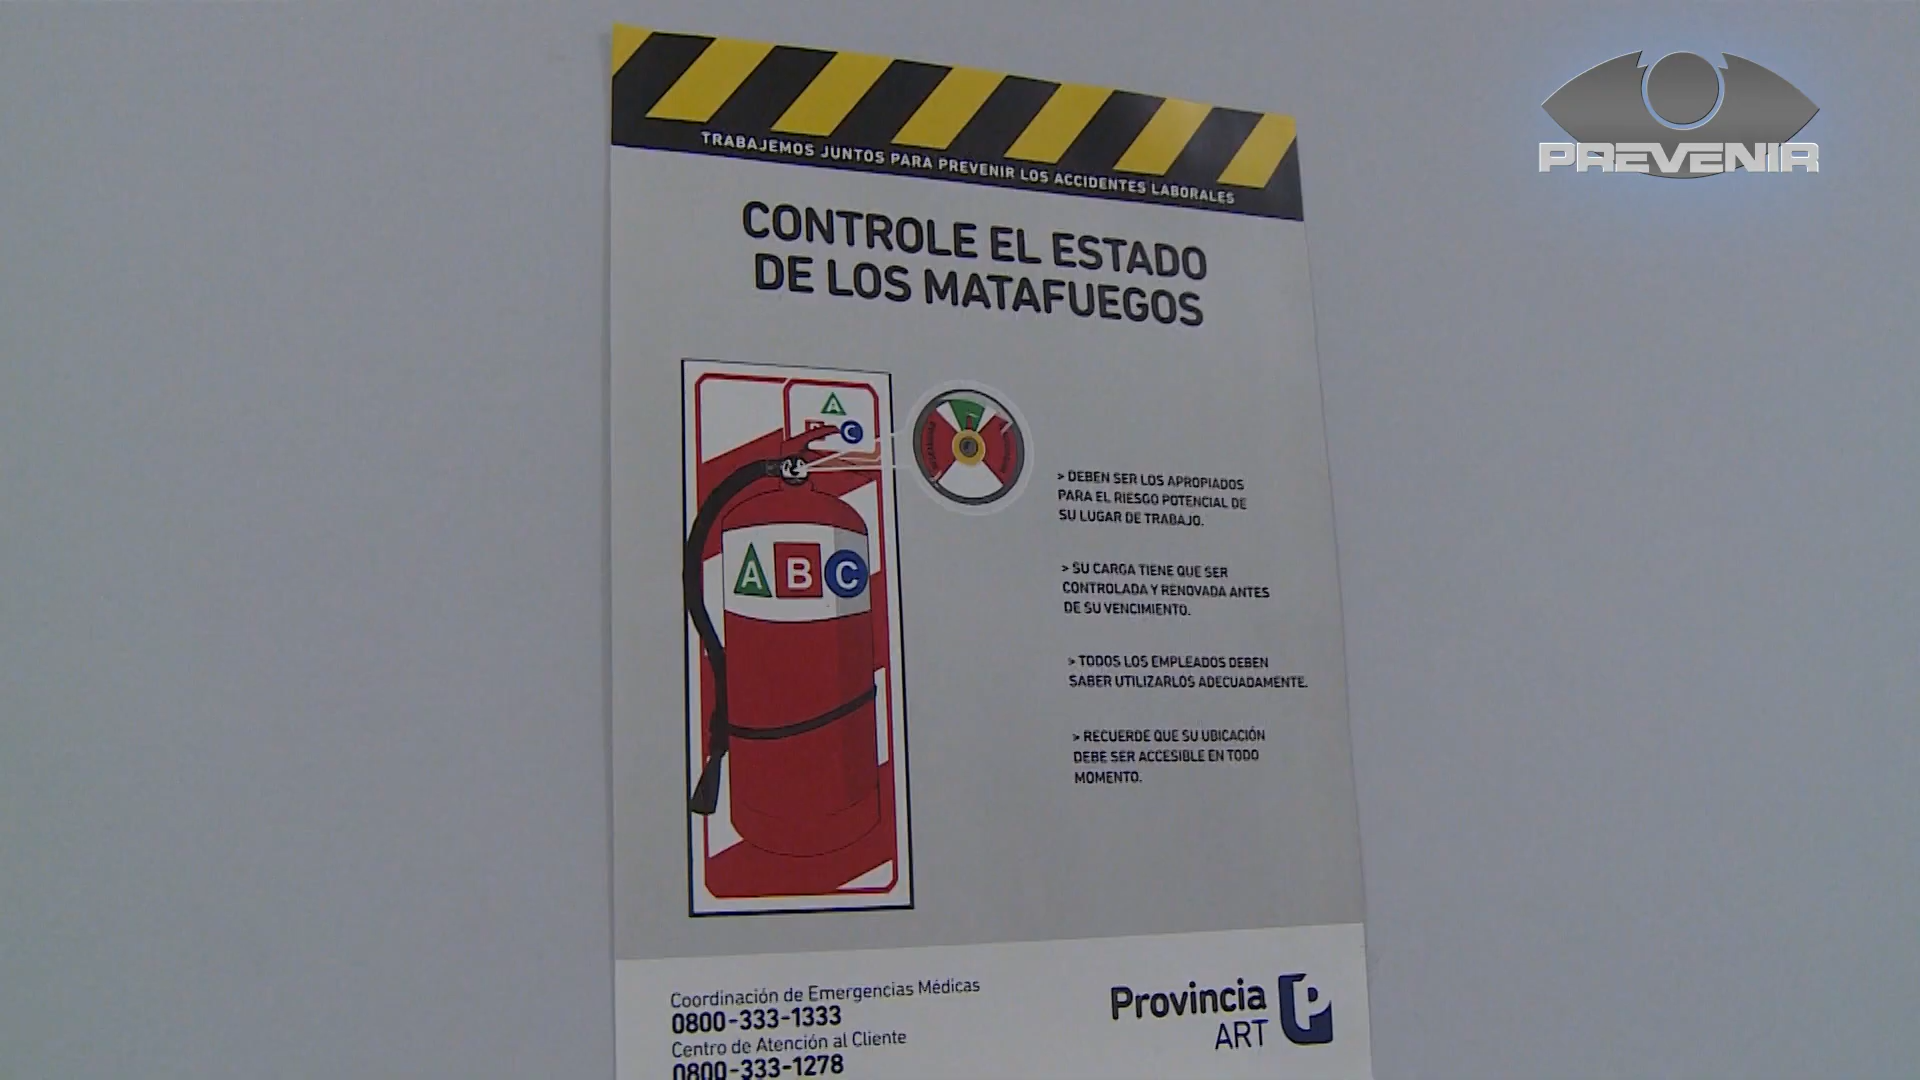 PREVENIR
TRABAJEMOS JUNTOS PARA PREVENIR LOS ACCIDENTES LABORALES
CONTROLE EL ESTADO
DE LOS MATAFUEGOS
A
C
A B C
> DEBEN SER LOS APROPIADOS
PARA EL RIESGO POTENCIAL DE
SU LUGAR DE TRABAJO.
> SU CARGA TIENE QUE SER
CONTROLADA Y RENOVADA ANTES
DE SU VENCIMIENTO.
> TODOS LOS EMPLEADOS DEBEN
SABER UTILIZARLOS ADECUADAMENTE.
> RECUERDE QUE SU UBICACIÓN
DEBE SER ACCESIBLE EN TODO
MOMENTO.
Coordinación de Emergencias Médicas
0800-333-1333
Centro de Atención al Cliente
0800-333-1278
Provincia
ART